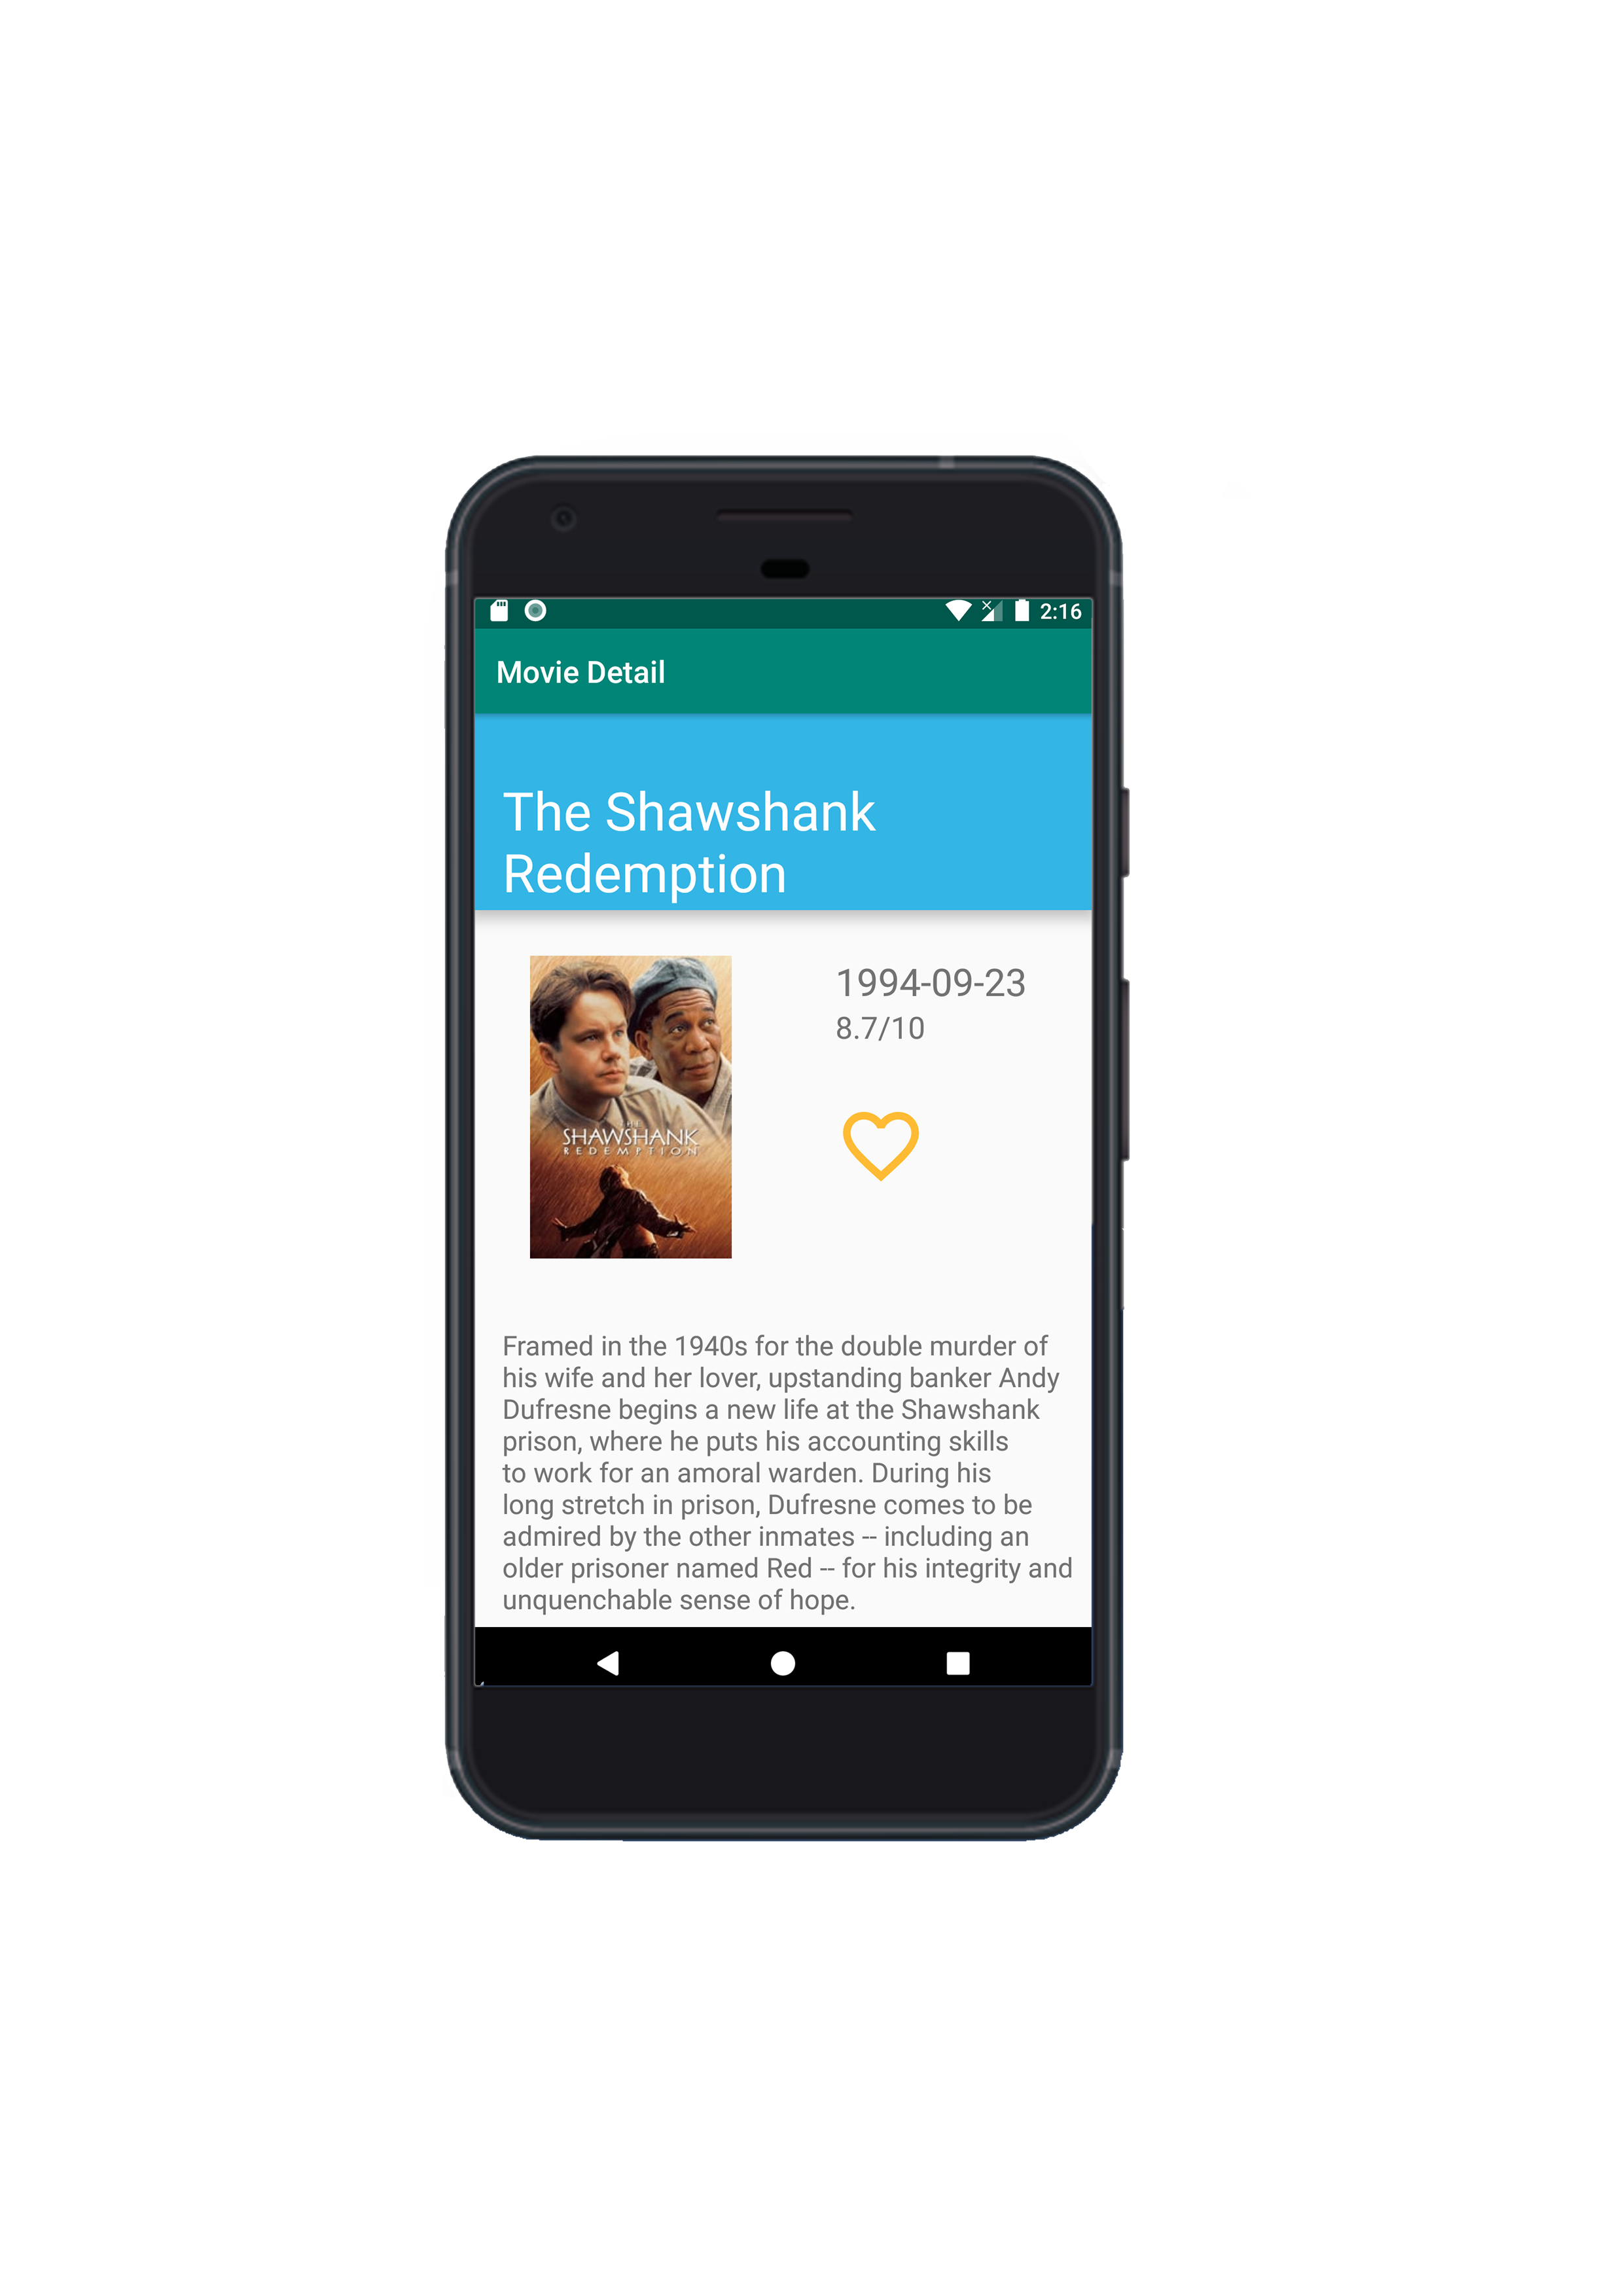 2:16
Movie Detail
The Shawshank
Redemption
1994-09-23
8.7/10
THE
SHAWSHANK
REDEMPTION
Framed in the 1940s for the double murder of
his wife and her lover, upstanding banker Andy
Dufresne begins a new life at the Shawshank
prison, where he puts his accounting skills
to work for an amoral warden. During his
long stretch in prison, Dufresne comes to be
admired by the other inmates -- including an
older prisoner named Red -- for his integrity and
unquenchable sense of hope.